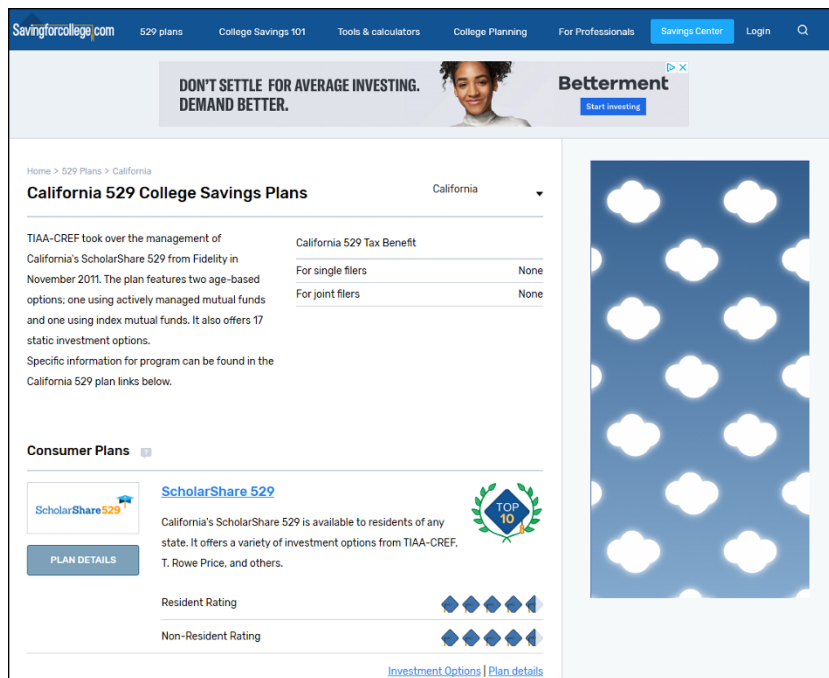 Savingforcollege.com
529 plans
College Savings 101
Tools & calculators
College Planning
For Professionals
Savings Center
Login
DON'T SETTLE FOR AVERAGE INVESTING.
DEMAND BETTER.
Betterment
Start investing
Home > 529 Plans > California
California 529 College Savings Plans
California
TIAA-CREF took over the management of
California's ScholarShare 529 from Fidelity in
November 2011. The plan features two age-based
options; one using actively managed mutual funds
and one using index mutual funds. It also offers 17
static investment options.
Specific information for program can be found in the
California 529 plan links below.
California 529 Tax Benefit
For single filers None
For joint filers None
Consumer Plans ?
ScholarShare529
PLAN DETAILS
ScholarShare 529
California's ScholarShare 529 is available to residents of any
state. It offers a variety of investment options from TIAA-CREF,
T. Rowe Price, and others.
TOP
10
Resident Rating
Non-Resident Rating
Investment Options | Plan details